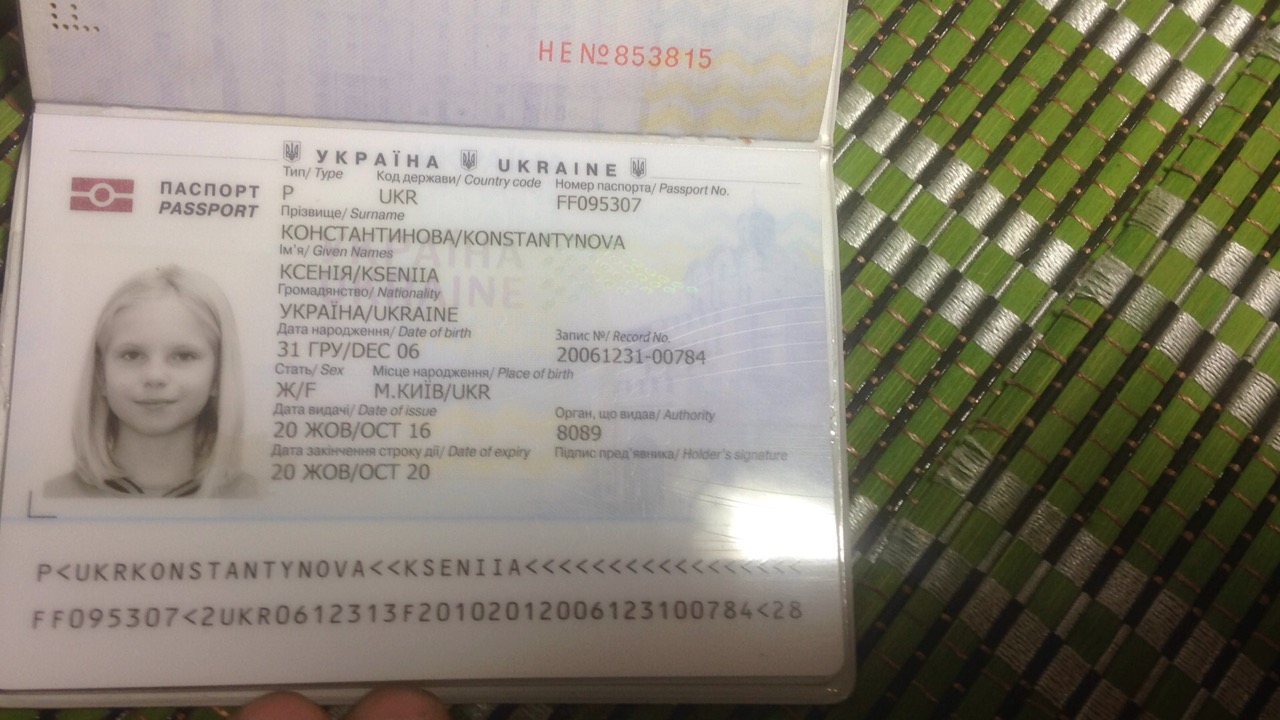 НЕ№853815
УКРАЇНА UKRAINE
ПАСПОРТ
PASSPORT
Тип/ Type Код держави/ Country code Номер паспорта/ Passport No.
P UKR FF095307
Прізвище/ Surname
КОНСТАНТИНОВА/KONSTANTYNOVA
Ім'я/ Given Names
КСЕНІЯ/KSENIIA
Громадянство/ Nationality
УКРАЇНА/UKRAINE
Дата народження/ Date of birth Запис №/ Record No.
31 ГРУ/DEC 06 20061231-00784
Стать/ Sex Місце народження/ Place of birth
Ж/F М.КИЇВ/UKR
Дата видачі/ Date of issue Орган, що видав/ Authority
20 ЖОВ/OCT 16 8089
Дата закінчення строку дії/ Date of expiry Підпис пред'явника/ Holder's signature
20 ЖОВ/OCT 20
P<UKRKONSTANTYNOVA<<KSENIIA<<<<<<<<<<<<<<<<<
FF095307<2UKR0612313F20102012006123100784<28